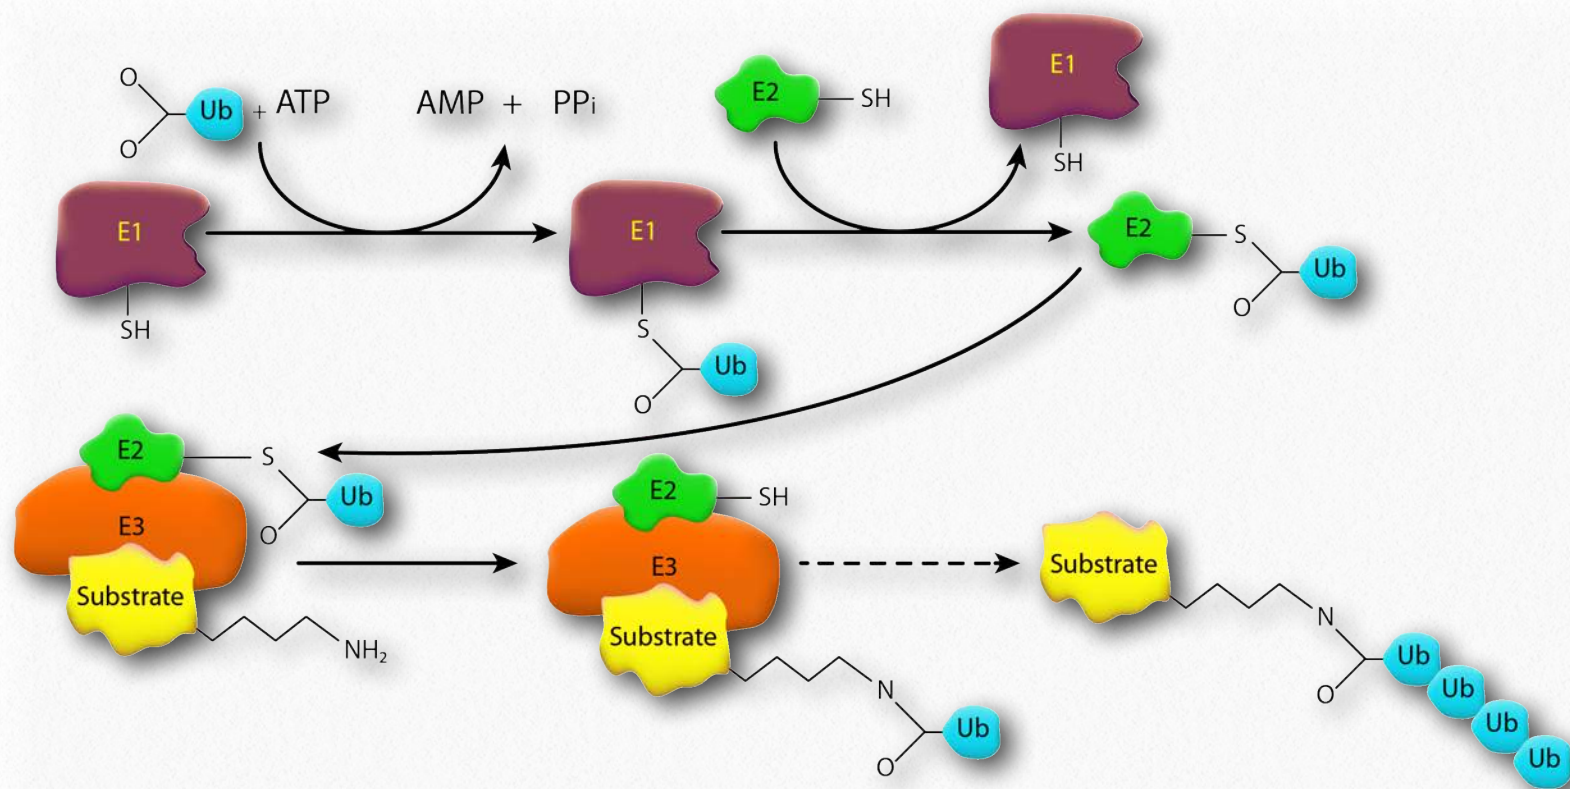 O
Ub + ATP
O
AMP + PPi
E2
SH
E1
SH
E1
SH
E1
S
O
Ub
E2
S
O
Ub
E2
S
O
Ub
E3
Substrate
NH₂
E2
SH
E3
Substrate
N
O
Ub
Substrate
N
O
Ub
Ub
Ub
Ub